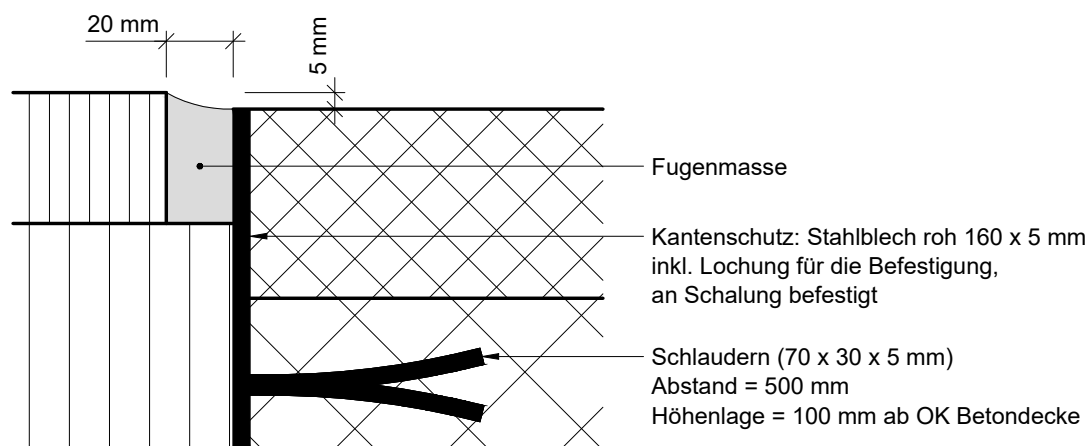 20 mm
5 mm
Fugenmasse
Kantenschutz: Stahlblech roh 160 x 5 mm
inkl. Lochung für die Befestigung,
an Schalung befestigt
Schlaudern (70 x 30 x 5 mm)
Abstand = 500 mm
Höhenlage = 100 mm ab OK Betondecke